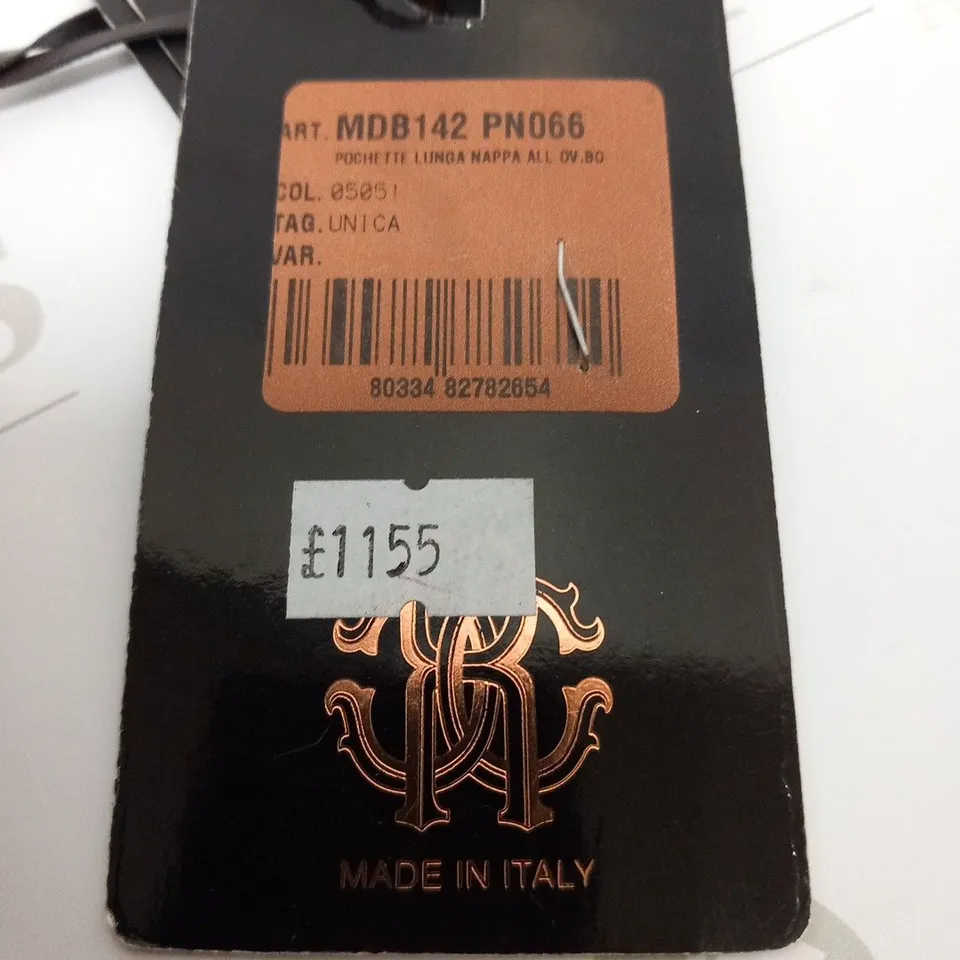 ART. MDB142 PN066
POCHETTE LUNGA NAPPA ALL OV.BO
COL. 05051
TAG. UNICA
VAR.
80334 82782654
£1155
MADE IN ITALY